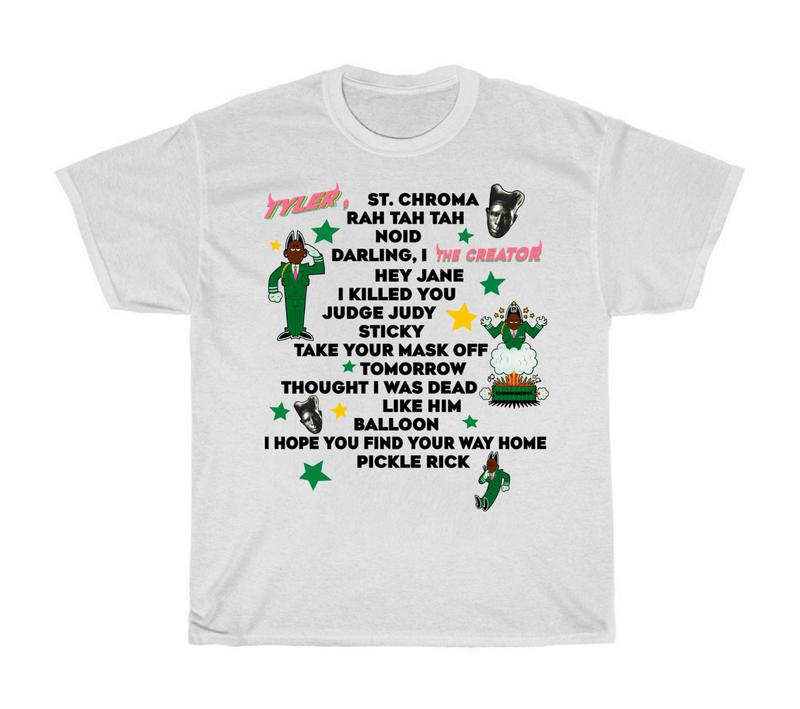 TYLER, ST. CHROMA
RAH TAH TAH
NOID
DARLING, I THE CREATOR
HEY JANE
I KILLED YOU
JUDGE JUDY
STICKY
TAKE YOUR MASK OFF
TOMORROW
THOUGHT I WAS DEAD
CHROMAKOPIA
LIKE HIM
BALLOON
I HOPE YOU FIND YOUR WAY HOME
PICKLE RICK